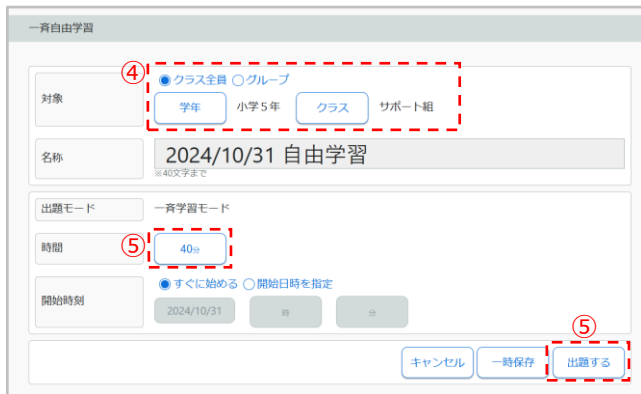 一斉自由学習
④
◉クラス全員 ○グループ
対象
学年 小学5年 クラス サポート組
名称
2024/10/31 自由学習
※40文字まで
出題モード 一斉学習モード
時間 ⑤ 40分
◉すぐに始める ○開始日時を指定
開始時刻
2024/10/31 時 分
⑤
キャンセル 一時保存 出題する